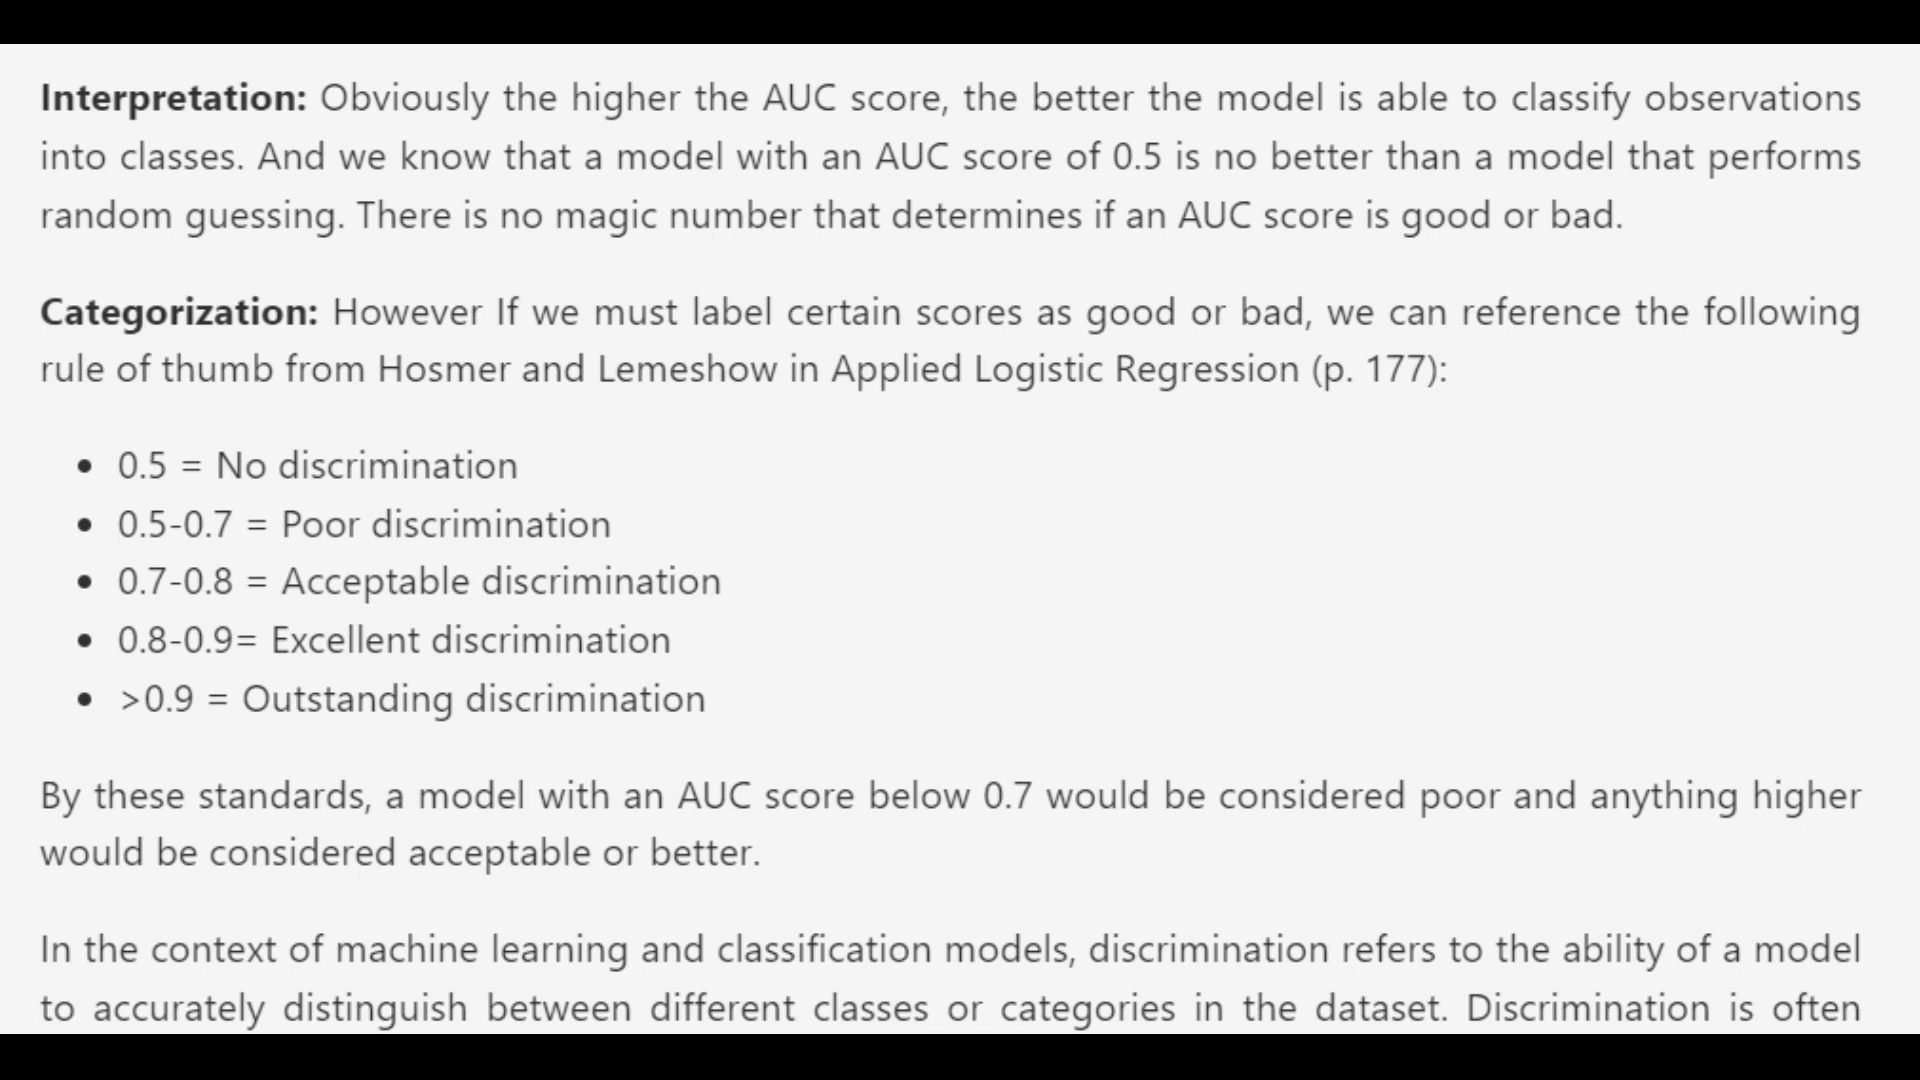 Interpretation: Obviously the higher the AUC score, the better the model is able to classify observations
into classes. And we know that a model with an AUC score of 0.5 is no better than a model that performs
random guessing. There is no magic number that determines if an AUC score is good or bad.
Categorization: However If we must label certain scores as good or bad, we can reference the following
rule of thumb from Hosmer and Lemeshow in Applied Logistic Regression (p. 177):
• 0.5 = No discrimination
• 0.5-0.7 = Poor discrimination
• 0.7-0.8 = Acceptable discrimination
• 0.8-0.9= Excellent discrimination
• >0.9 = Outstanding discrimination
By these standards, a model with an AUC score below 0.7 would be considered poor and anything higher
would be considered acceptable or better.
In the context of machine learning and classification models, discrimination refers to the ability of a model
to accurately distinguish between different classes or categories in the dataset. Discrimination is often